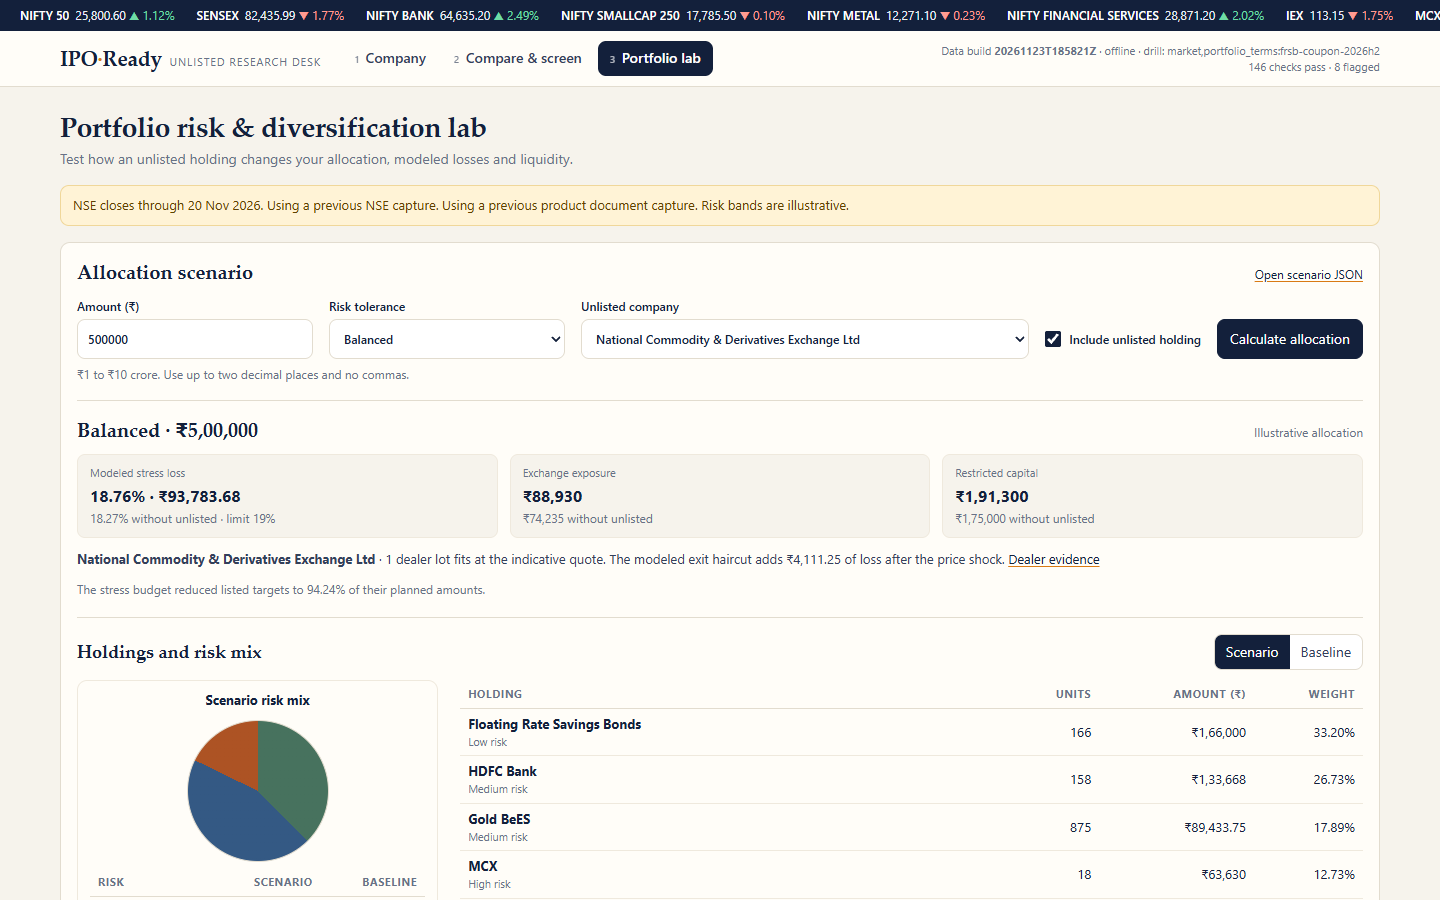 NIFTY 50 25,800.60 ▲ 1.12% SENSEX 82,435.99 ▼ 1.77% NIFTY BANK 64,635.20 ▲ 2.49% NIFTY SMALLCAP 250 17,785.50 ▼ 0.10% NIFTY METAL 12,271.10 ▼ 0.23% NIFTY FINANCIAL SERVICES 28,871.20 ▲ 2.02% IEX 113.15 ▼ 1.75% MCX
IPO·Ready UNLISTED RESEARCH DESK 1 Company 2 Compare & screen 3 Portfolio lab
Data build 20261123T185821Z · offline · drill: market,portfolio_terms:frsb-coupon-2026h2
146 checks pass · 8 flagged
Portfolio risk & diversification lab
Test how an unlisted holding changes your allocation, modeled losses and liquidity.
NSE closes through 20 Nov 2026. Using a previous NSE capture. Using a previous product document capture. Risk bands are illustrative.
Allocation scenario Open scenario JSON
Amount (₹) Risk tolerance Unlisted company
500000 Balanced National Commodity & Derivatives Exchange Ltd Include unlisted holding Calculate allocation
₹1 to ₹10 crore. Use up to two decimal places and no commas.
Balanced · ₹5,00,000 Illustrative allocation
Modeled stress loss Exchange exposure Restricted capital
18.76% · ₹93,783.68 ₹88,930 ₹1,91,300
18.27% without unlisted · limit 19% ₹74,235 without unlisted ₹1,75,000 without unlisted
National Commodity & Derivatives Exchange Ltd · 1 dealer lot fits at the indicative quote. The modeled exit haircut adds ₹4,111.25 of loss after the price shock. Dealer evidence
The stress budget reduced listed targets to 94.24% of their planned amounts.
Holdings and risk mix Scenario Baseline
Scenario risk mix
RISK SCENARIO BASELINE
HOLDING UNITS AMOUNT (₹) WEIGHT
Floating Rate Savings Bonds 166 ₹1,66,000 33.20%
Low risk
HDFC Bank 158 ₹1,33,668 26.73%
Medium risk
Gold BeES 875 ₹89,433.75 17.89%
Medium risk
MCX 18 ₹63,630 12.73%
High risk